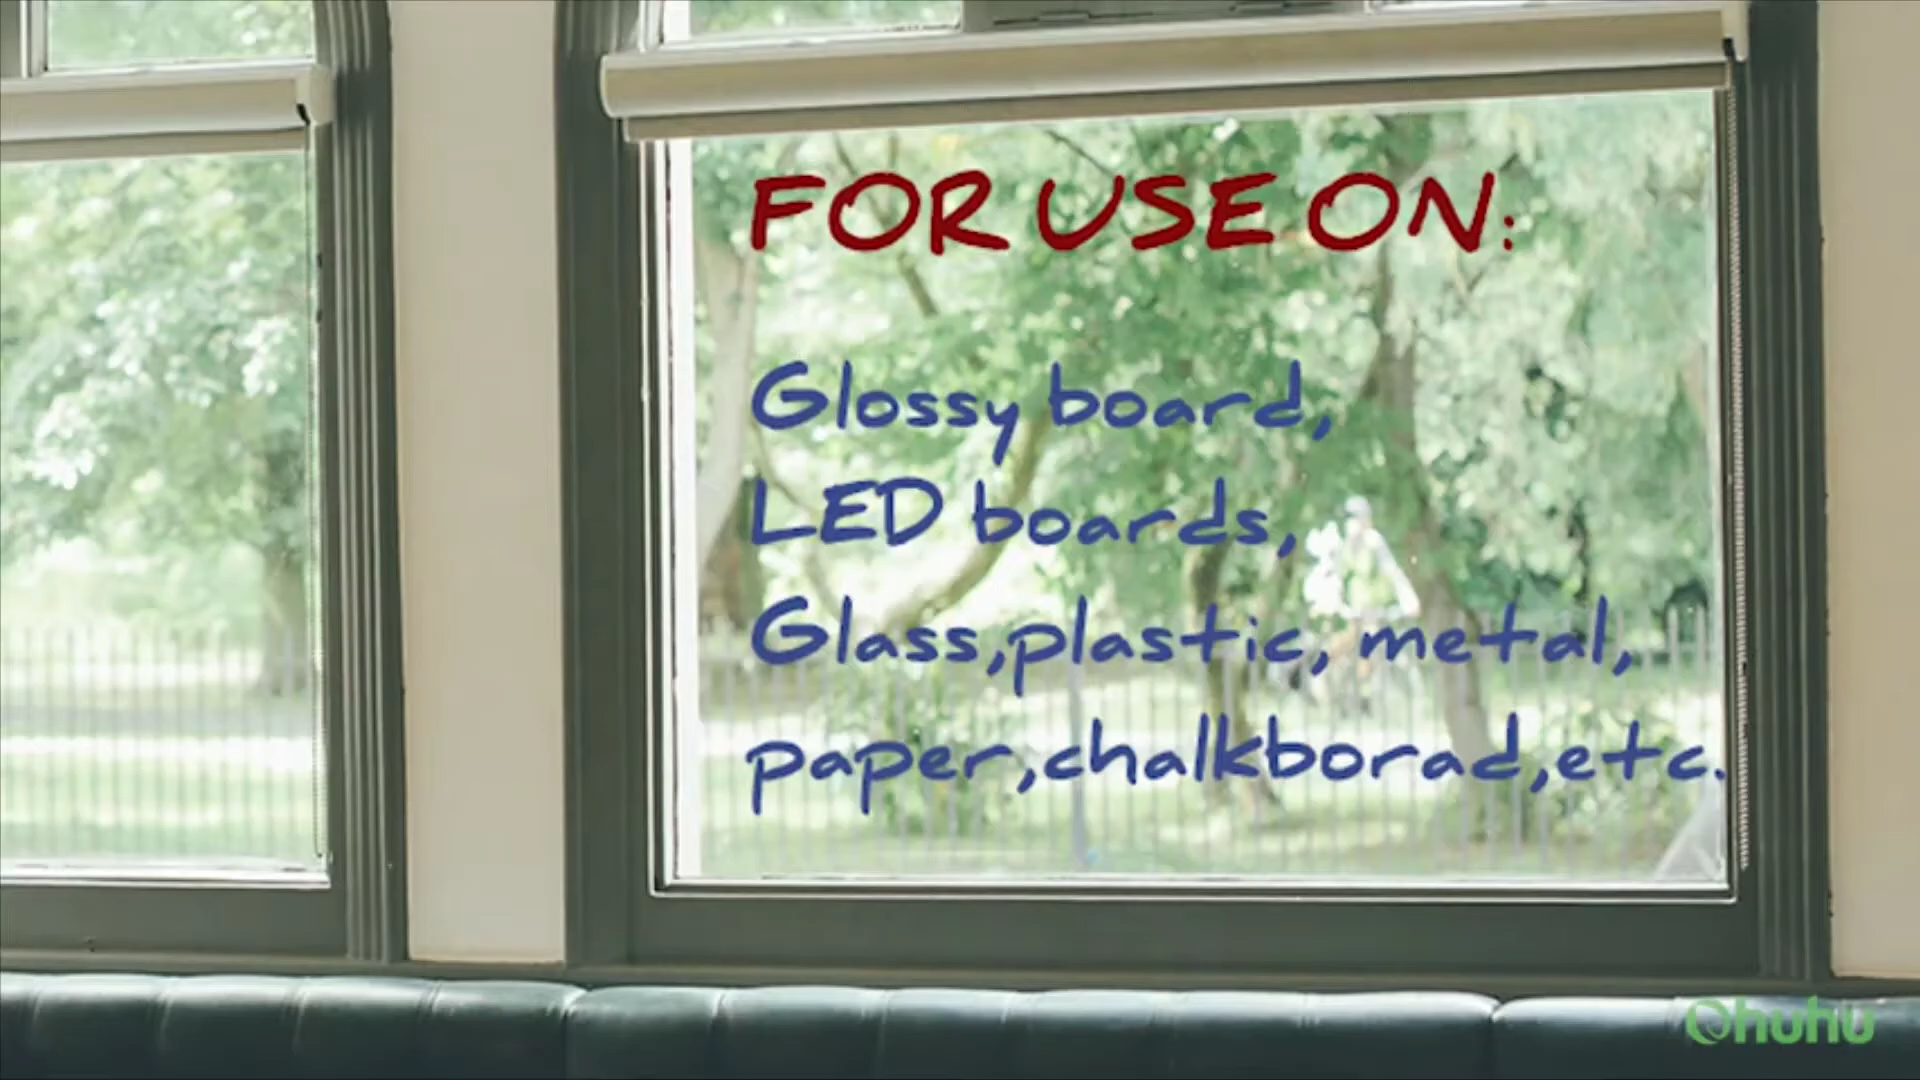 FOR USE ON:
Glossy board,
LED boards,
Glass,plastic, metal,
paper,chalkborad,etc.
Ohuhu